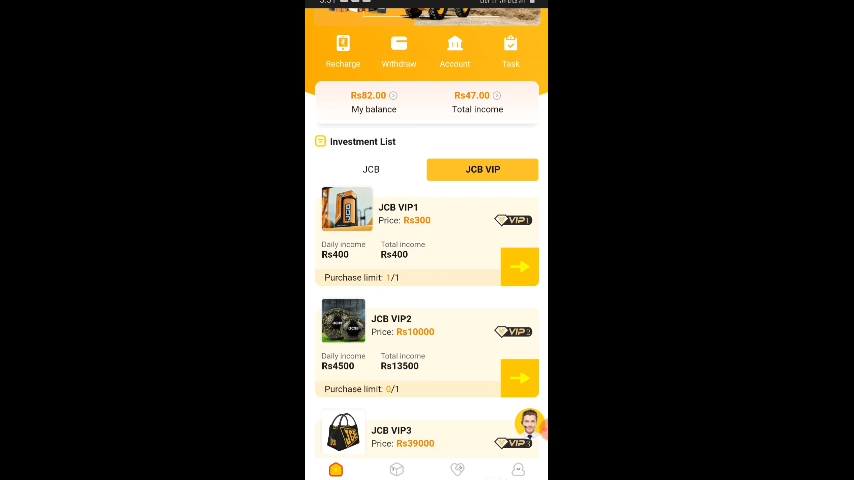 Recharge Withdraw Account Task
Rs82.00 Rs47.00
My balance Total income
Investment List
JCB JCB VIP
JCB VIP1
Price: Rs300
VIP1
Daily income Total income
Rs400 Rs400
Purchase limit: 1/1
JCB VIP2
Price: Rs10000
VIP2
Daily income Total income
Rs4500 Rs13500
Purchase limit: 0/1
JCB VIP3
Price: Rs39000
VIP3